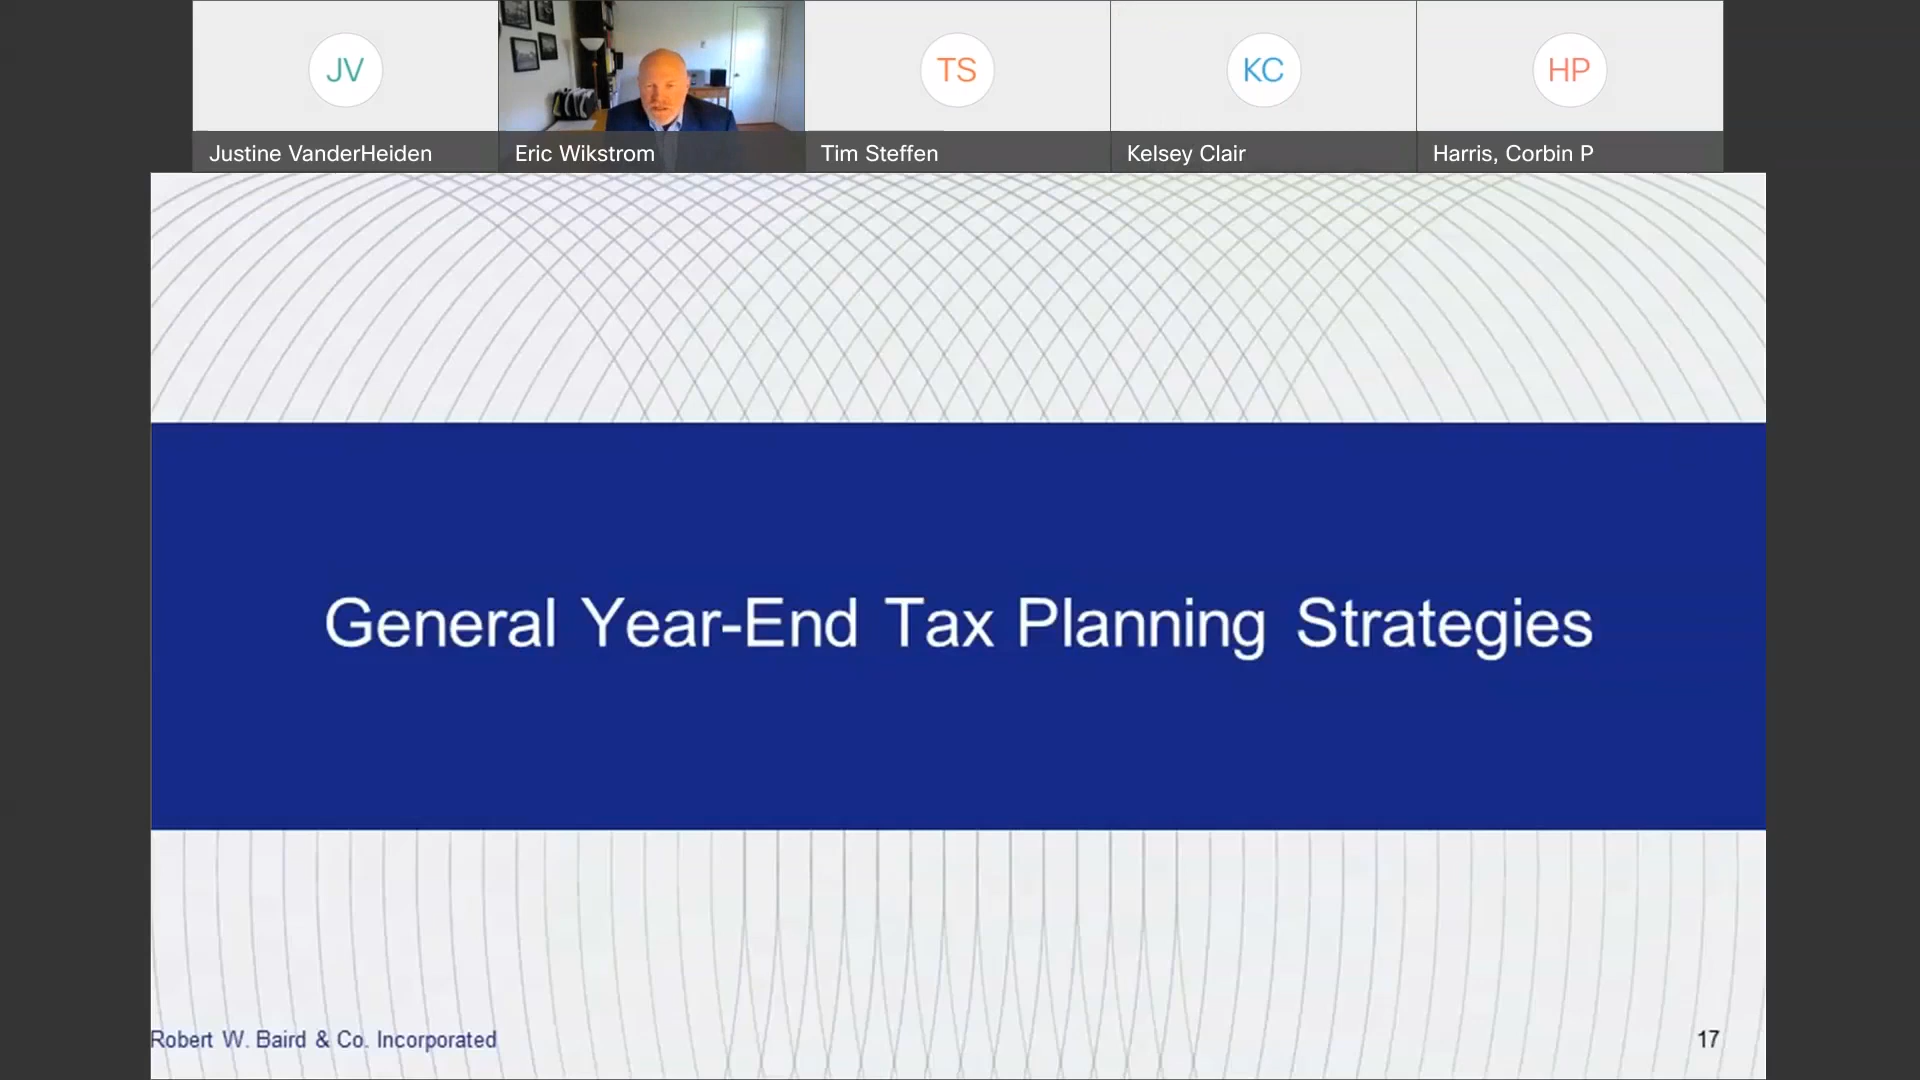 JV
TS
KC
HP
Justine VanderHeiden
Eric Wikstrom
Tim Steffen
Kelsey Clair
Harris, Corbin P
General Year-End Tax Planning Strategies
Robert W. Baird & Co. Incorporated
17